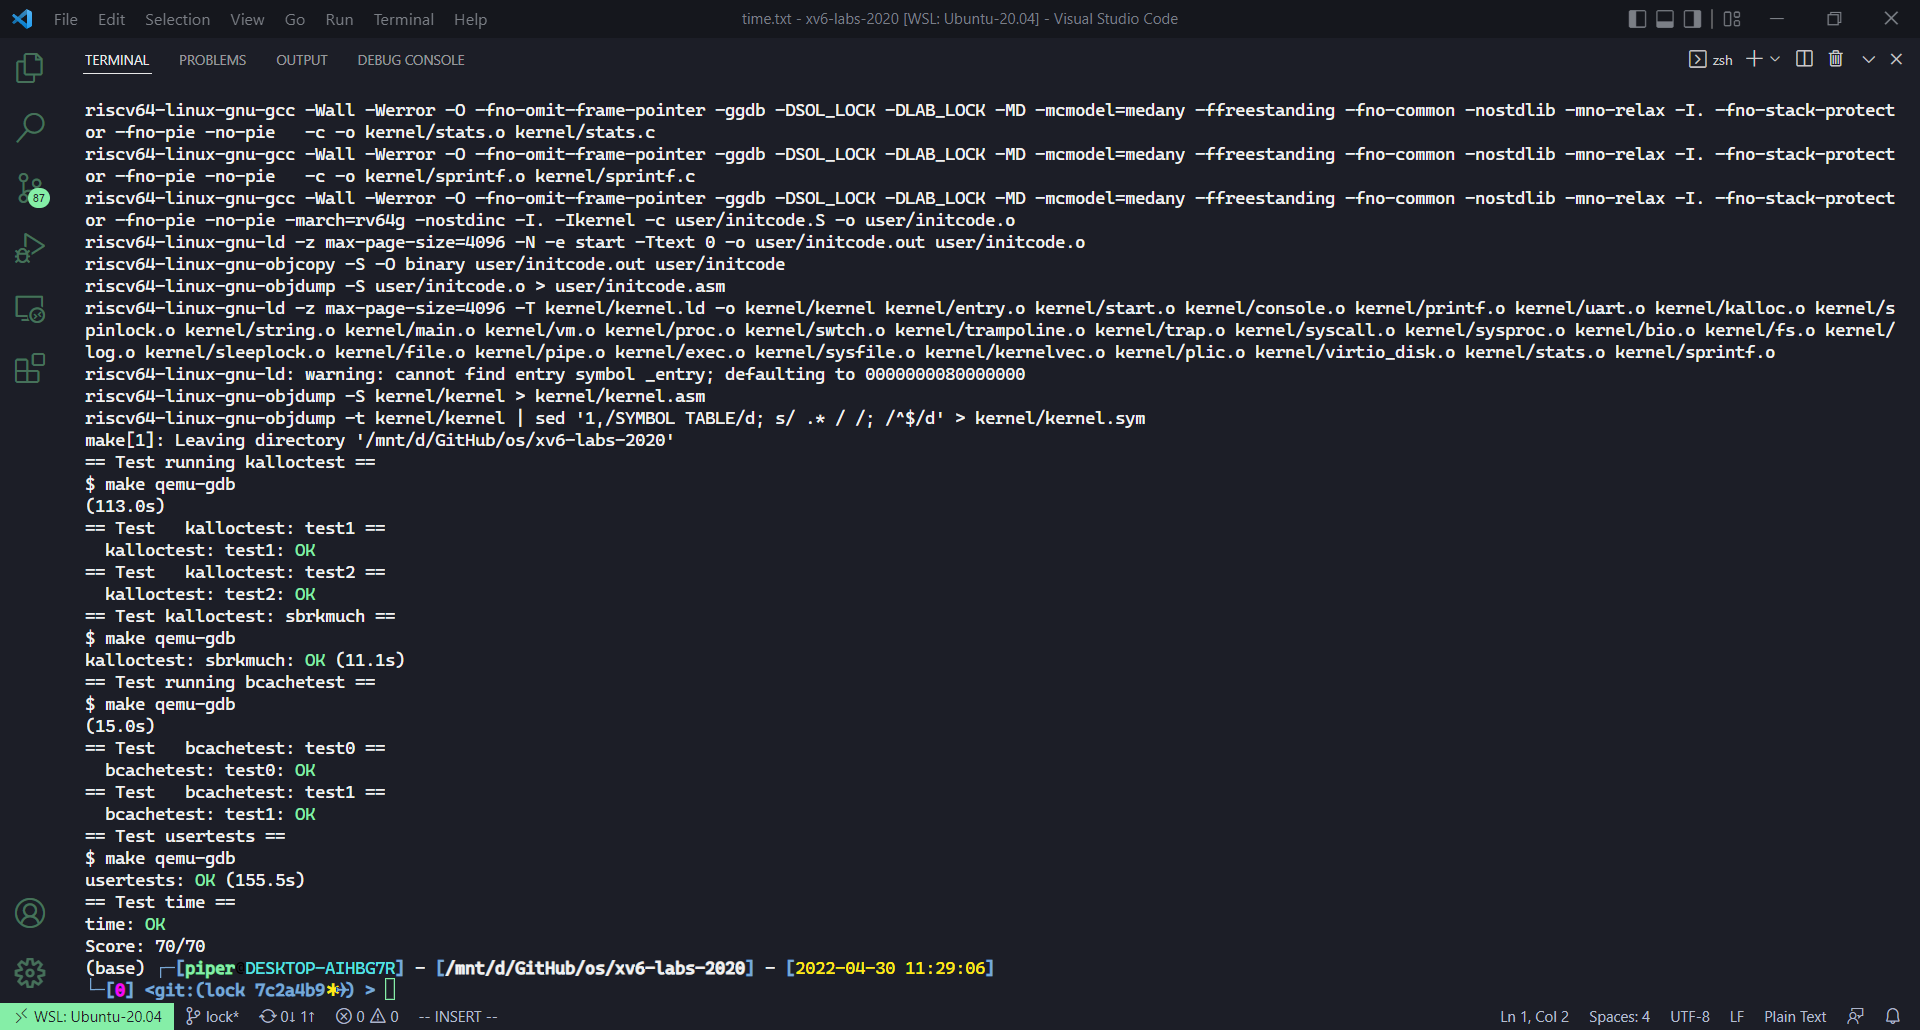 File Edit Selection View Go Run Terminal Help
time.txt - xv6-labs-2020 [WSL: Ubuntu-20.04] - Visual Studio Code
TERMINAL PROBLEMS OUTPUT DEBUG CONSOLE
zsh
riscv64-linux-gnu-gcc -Wall -Werror -O -fno-omit-frame-pointer -ggdb -DSOL_LOCK -DLAB_LOCK -MD -mcmodel=medany -ffreestanding -fno-common -nostdlib -mno-relax -I. -fno-stack-protect
or -fno-pie -no-pie   -c -o kernel/stats.o kernel/stats.c
riscv64-linux-gnu-gcc -Wall -Werror -O -fno-omit-frame-pointer -ggdb -DSOL_LOCK -DLAB_LOCK -MD -mcmodel=medany -ffreestanding -fno-common -nostdlib -mno-relax -I. -fno-stack-protect
or -fno-pie -no-pie   -c -o kernel/sprintf.o kernel/sprintf.c
riscv64-linux-gnu-gcc -Wall -Werror -O -fno-omit-frame-pointer -ggdb -DSOL_LOCK -DLAB_LOCK -MD -mcmodel=medany -ffreestanding -fno-common -nostdlib -mno-relax -I. -fno-stack-protect
or -fno-pie -no-pie -march=rv64g -nostdinc -I. -Ikernel -c user/initcode.S -o user/initcode.o
riscv64-linux-gnu-ld -z max-page-size=4096 -N -e start -Ttext 0 -o user/initcode.out user/initcode.o
riscv64-linux-gnu-objcopy -S -O binary user/initcode.out user/initcode
riscv64-linux-gnu-objdump -S user/initcode.o > user/initcode.asm
riscv64-linux-gnu-ld -z max-page-size=4096 -T kernel/kernel.ld -o kernel/kernel kernel/entry.o kernel/start.o kernel/console.o kernel/printf.o kernel/uart.o kernel/kalloc.o kernel/s
pinlock.o kernel/string.o kernel/main.o kernel/vm.o kernel/proc.o kernel/swtch.o kernel/trampoline.o kernel/trap.o kernel/syscall.o kernel/sysproc.o kernel/bio.o kernel/fs.o kernel/
log.o kernel/sleeplock.o kernel/file.o kernel/pipe.o kernel/exec.o kernel/sysfile.o kernel/kernelvec.o kernel/plic.o kernel/virtio_disk.o kernel/stats.o kernel/sprintf.o
riscv64-linux-gnu-ld: warning: cannot find entry symbol _entry; defaulting to 0000000080000000
riscv64-linux-gnu-objdump -S kernel/kernel > kernel/kernel.asm
riscv64-linux-gnu-objdump -t kernel/kernel | sed '1,/SYMBOL TABLE/d; s/ .* / /; /^$/d' > kernel/kernel.sym
make[1]: Leaving directory '/mnt/d/GitHub/os/xv6-labs-2020'
== Test running kalloctest ==
$ make qemu-gdb
(113.0s)
== Test   kalloctest: test1 ==
  kalloctest: test1: OK
== Test   kalloctest: test2 ==
  kalloctest: test2: OK
== Test kalloctest: sbrkmuch ==
$ make qemu-gdb
kalloctest: sbrkmuch: OK (11.1s)
== Test running bcachetest ==
$ make qemu-gdb
(15.0s)
== Test   bcachetest: test0 ==
  bcachetest: test0: OK
== Test   bcachetest: test1 ==
  bcachetest: test1: OK
== Test usertests ==
$ make qemu-gdb
usertests: OK (155.5s)
== Test time ==
time: OK
Score: 70/70
(base) ┌─[piper@DESKTOP-AIHBG7R] - [/mnt/d/GitHub/os/xv6-labs-2020] - [2022-04-30 11:29:06]
└─[0] <git:(lock 7c2a4b9✱✈) >
87
WSL: Ubuntu-20.04 lock* 0↓ 1↑ 0 0 -- INSERT -- Ln 1, Col 2 Spaces: 4 UTF-8 LF Plain Text